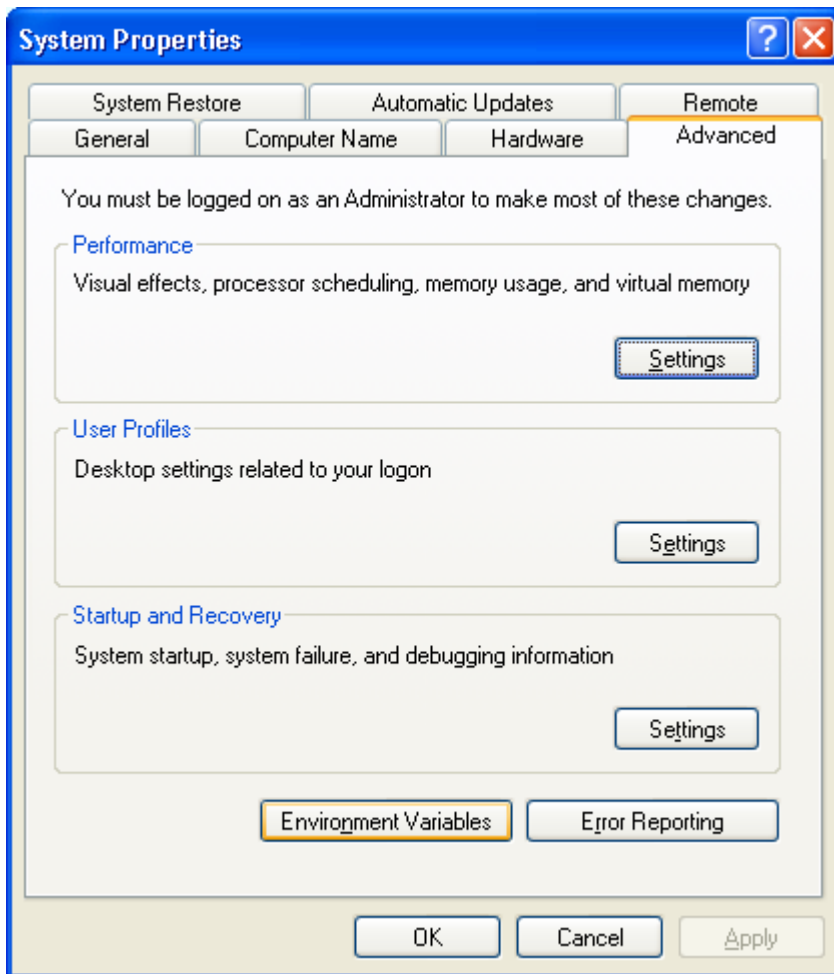 System Properties
?
System Restore
Automatic Updates
Remote
General
Computer Name
Hardware
Advanced
You must be logged on as an Administrator to make most of these changes.
Performance
Visual effects, processor scheduling, memory usage, and virtual memory
Settings
User Profiles
Desktop settings related to your logon
Settings
Startup and Recovery
System startup, system failure, and debugging information
Settings
Environment Variables
Error Reporting
OK
Cancel
Apply